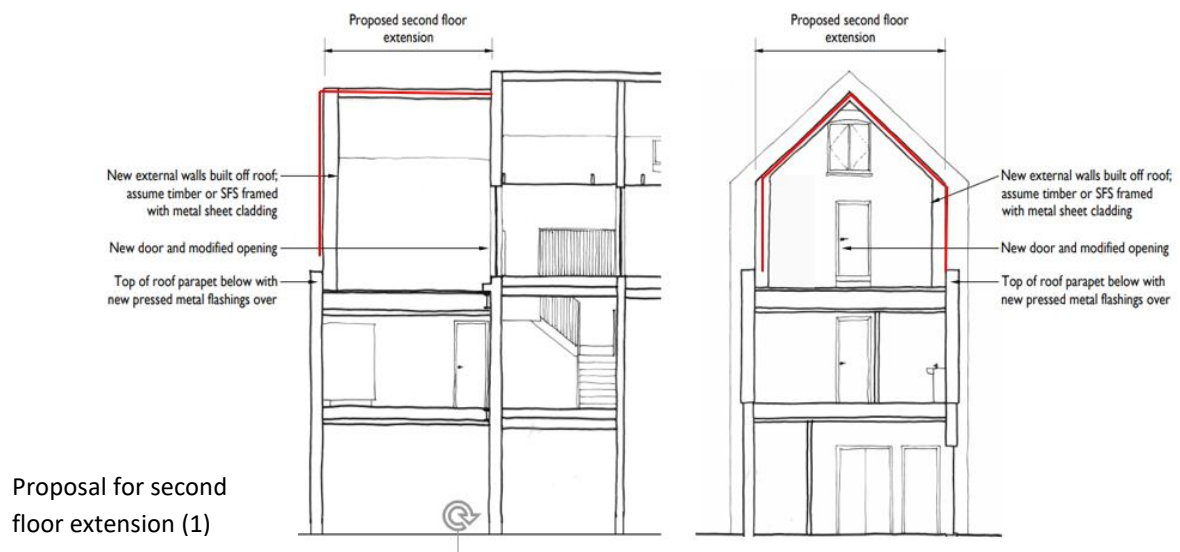 Proposed second floor
extension
New external walls built off roof;
assume timber or SFS framed
with metal sheet cladding
New door and modified opening
Top of roof parapet below with
new pressed metal flashings over
Proposed second floor
extension
New external walls built off roof;
assume timber or SFS framed
with metal sheet cladding
New door and modified opening
Top of roof parapet below with
new pressed metal flashings over
Proposal for second
floor extension (1)